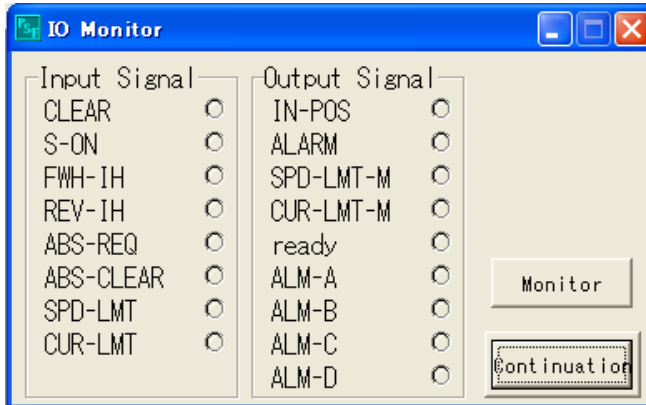 PSF IO Monitor
Input Signal
CLEAR
S-ON
FWH-IH
REV-IH
ABS-REQ
ABS-CLEAR
SPD-LMT
CUR-LMT
Output Signal
IN-POS
ALARM
SPD-LMT-M
CUR-LMT-M
ready
ALM-A
ALM-B
ALM-C
ALM-D
Monitor
Continuation